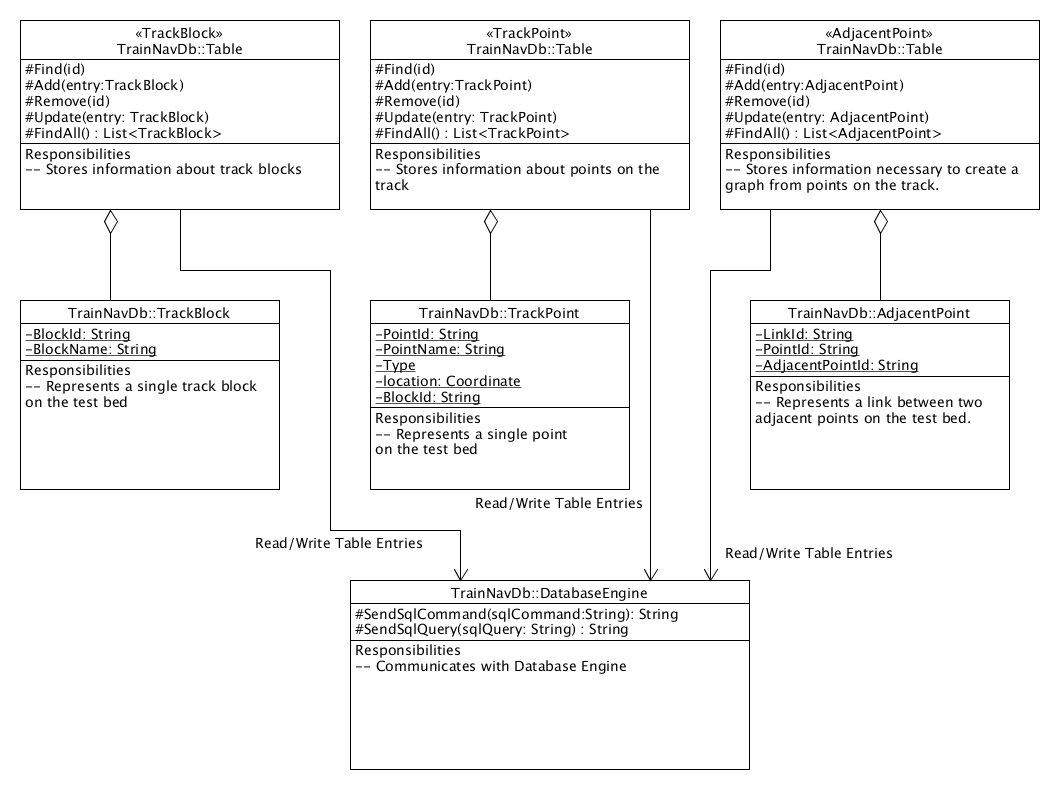 «TrackBlock»
TrainNavDb::Table
#Find(id)
#Add(entry:TrackBlock)
#Remove(id)
#Update(entry: TrackBlock)
#FindAll() : List<TrackBlock>
Responsibilities
-- Stores information about track blocks
«TrackPoint»
TrainNavDb::Table
#Find(id)
#Add(entry:TrackPoint)
#Remove(id)
#Update(entry: TrackPoint)
#FindAll() : List<TrackPoint>
Responsibilities
-- Stores information about points on the
track
«AdjacentPoint»
TrainNavDb::Table
#Find(id)
#Add(entry:AdjacentPoint)
#Remove(id)
#Update(entry: AdjacentPoint)
#FindAll() : List<AdjacentPoint>
Responsibilities
-- Stores information necessary to create a
graph from points on the track.
TrainNavDb::TrackBlock
-BlockId: String
-BlockName: String
Responsibilities
-- Represents a single track block
on the test bed
TrainNavDb::TrackPoint
-PointId: String
-PointName: String
-Type
-location: Coordinate
-BlockId: String
Responsibilities
-- Represents a single point
on the test bed
TrainNavDb::AdjacentPoint
-LinkId: String
-PointId: String
-AdjacentPointId: String
Responsibilities
-- Represents a link between two
adjacent points on the test bed.
Read/Write Table Entries
Read/Write Table Entries
Read/Write Table Entries
TrainNavDb::DatabaseEngine
#SendSqlCommand(sqlCommand:String): String
#SendSqlQuery(sqlQuery: String) : String
Responsibilities
-- Communicates with Database Engine